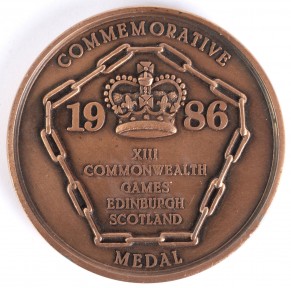 COMMEMORATIVE
1986
XIII
COMMONWEALTH
GAMES
EDINBURGH
SCOTLAND
MEDAL